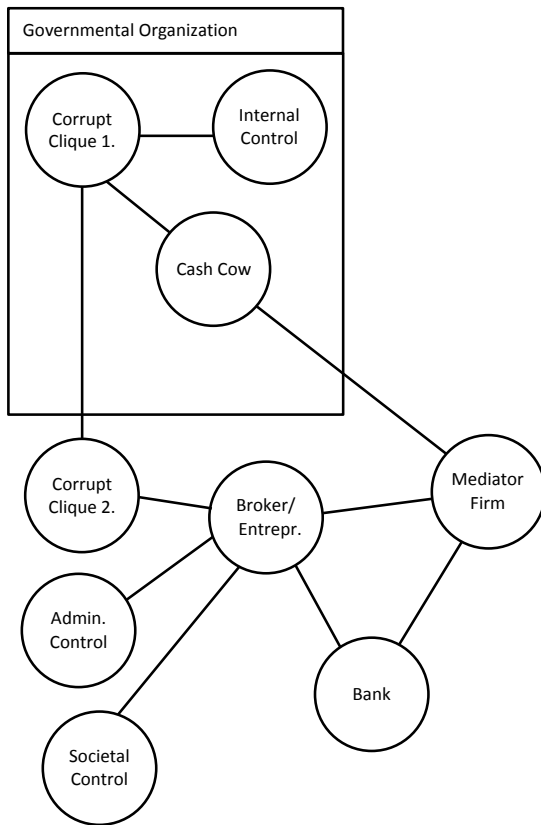 Governmental Organization
Corrupt
Clique 1.
Internal
Control
Cash Cow
Corrupt
Clique 2.
Broker/
Entrepr.
Mediator
Firm
Admin.
Control
Bank
Societal
Control